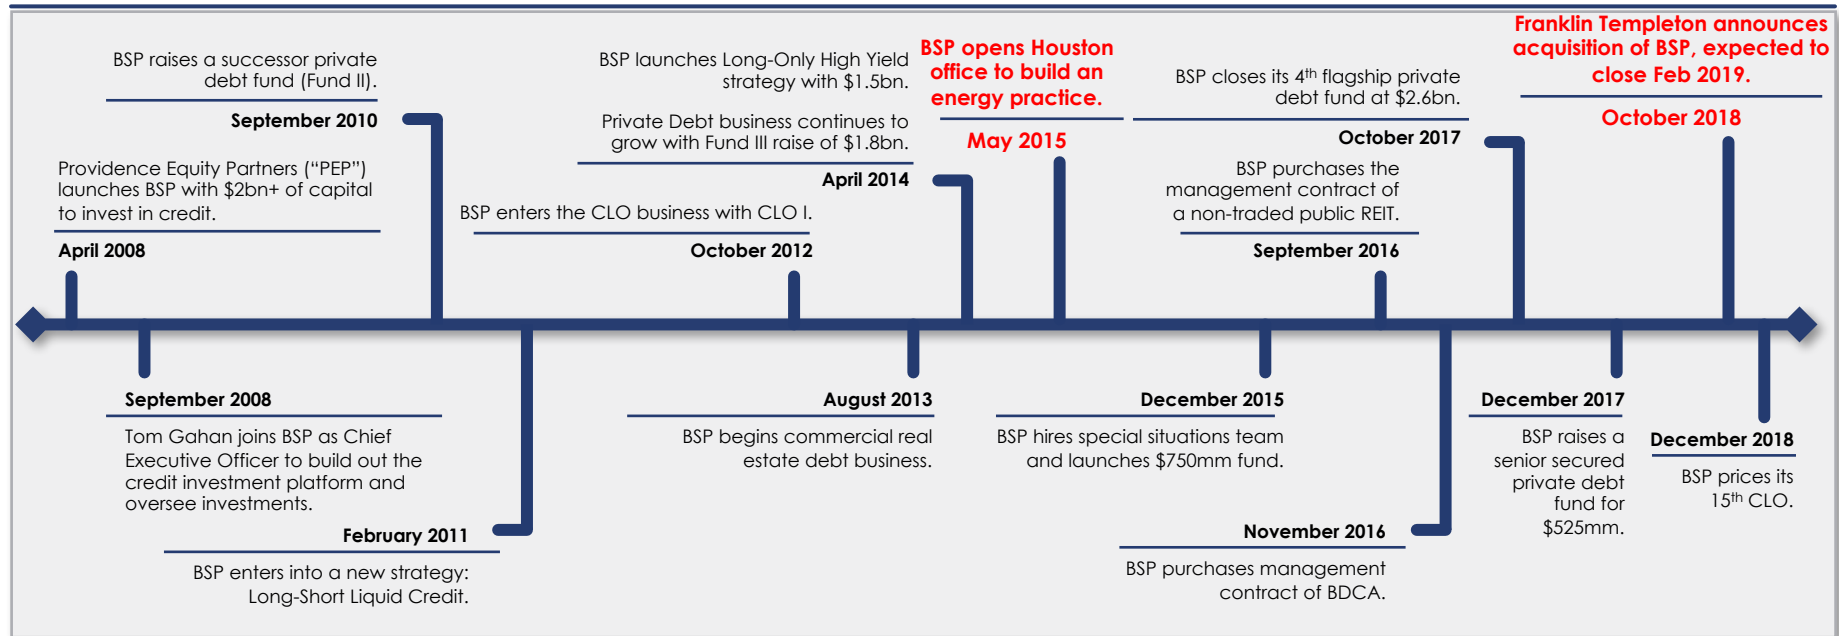 BSP raises a successor private
debt fund (Fund II).
September 2010
Providence Equity Partners (“PEP”)
launches BSP with $2bn+ of capital
to invest in credit.
April 2008
BSP launches Long-Only High Yield
strategy with $1.5bn.
Private Debt business continues to
grow with Fund III raise of $1.8bn.
April 2014
BSP enters the CLO business with CLO I.
October 2012
BSP opens Houston
office to build an
energy practice.
May 2015
BSP closes its 4th flagship private
debt fund at $2.6bn.
October 2017
BSP purchases the
management contract of
a non-traded public REIT.
September 2016
Franklin Templeton announces
acquisition of BSP, expected to
close Feb 2019.
October 2018
September 2008
Tom Gahan joins BSP as Chief
Executive Officer to build out the
credit investment platform and
oversee investments.
February 2011
BSP enters into a new strategy:
Long-Short Liquid Credit.
August 2013
BSP begins commercial real
estate debt business.
December 2015
BSP hires special situations team
and launches $750mm fund.
November 2016
BSP purchases management
contract of BDCA.
December 2017
BSP raises a
senior secured
private debt
fund for
$525mm.
December 2018
BSP prices its
15th CLO.